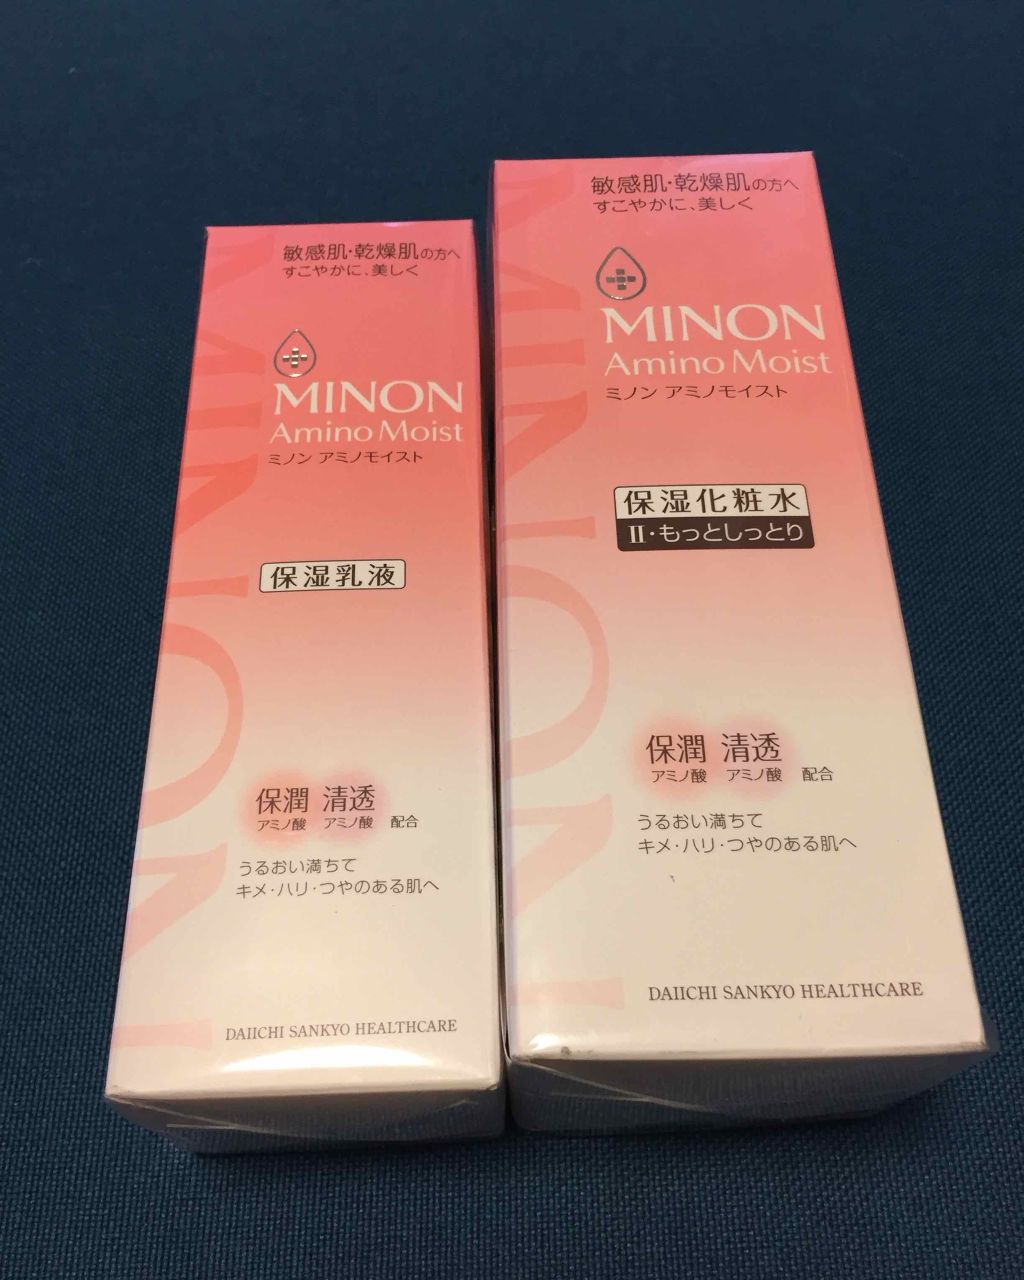 敏感肌・乾燥肌の方へ
すこやかに、美しく
MINON
Amino Moist
ミノン アミノモイスト
保湿乳液
保潤 清透
アミノ酸 アミノ酸 配合
うるおい満ちて
キメ・ハリ・つやのある肌へ
DAIICHI SANKYO HEALTHCARE
MINON
敏感肌・乾燥肌の方へ
すこやかに、美しく
MINON
Amino Moist
ミノン アミノモイスト
保湿化粧水
II・もっとしっとり
保潤 清透
アミノ酸 アミノ酸 配合
うるおい満ちて
キメ・ハリ・つやのある肌へ
DAIICHI SANKYO HEALTHCARE
MINON